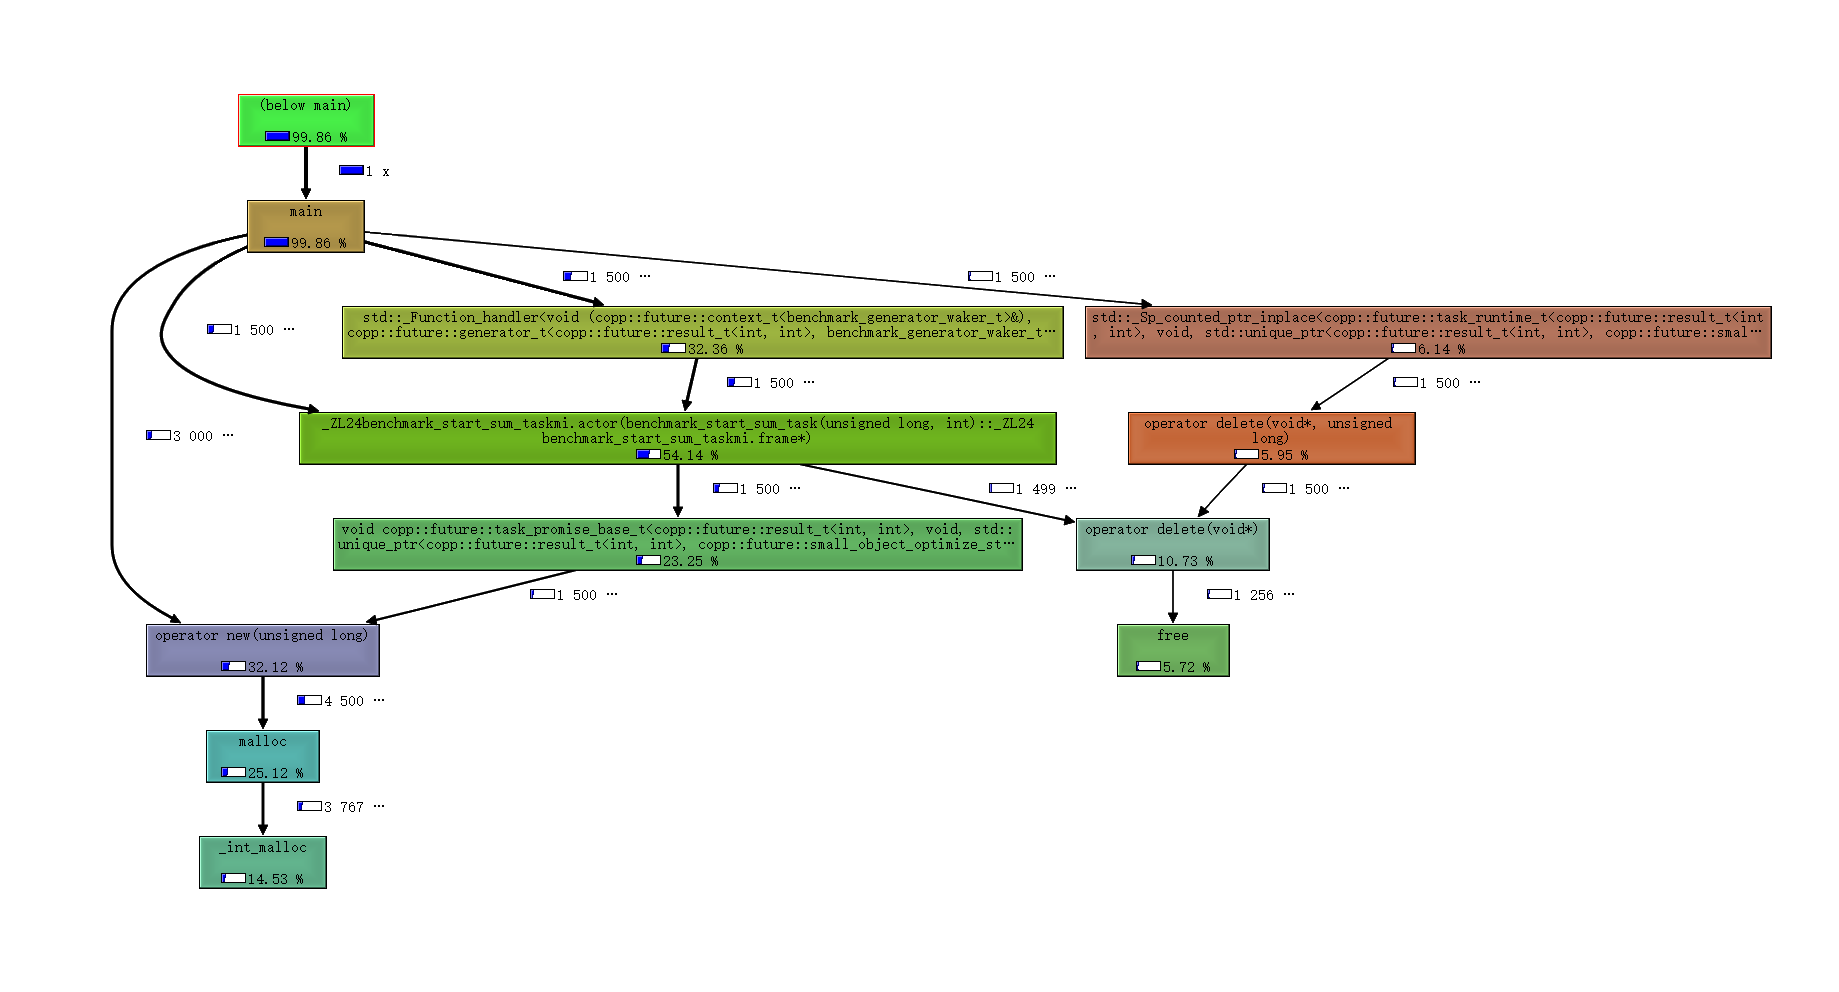 (below main)
99.86 %
1 x
main
99.86 %
1 500 ...
1 500 ...
1 500 ...
3 000 ...
std::_Function_handler<void (copp::future::context_t<benchmark_generator_waker_t>&),
copp::future::generator_t<copp::future::result_t<int, int>, benchmark_generator_waker_t...
32.36 %
std::_Sp_counted_ptr_inplace<copp::future::task_runtime_t<copp::future::result_t<int
, int>, void, std::unique_ptr<copp::future::result_t<int, int>, copp::future::smal...
6.14 %
1 500 ...
1 500 ...
_ZL24benchmark_start_sum_taskmi.actor(benchmark_start_sum_task(unsigned long, int)::_ZL24
benchmark_start_sum_taskmi.frame*)
54.14 %
operator delete(void*, unsigned
long)
5.95 %
1 500 ...
1 499 ...
1 500 ...
void copp::future::task_promise_base_t<copp::future::result_t<int, int>, void, std::
unique_ptr<copp::future::result_t<int, int>, copp::future::small_object_optimize_st...
23.25 %
operator delete(void*)
10.73 %
1 500 ...
1 256 ...
operator new(unsigned long)
32.12 %
free
5.72 %
4 500 ...
malloc
25.12 %
3 767 ...
_int_malloc
14.53 %